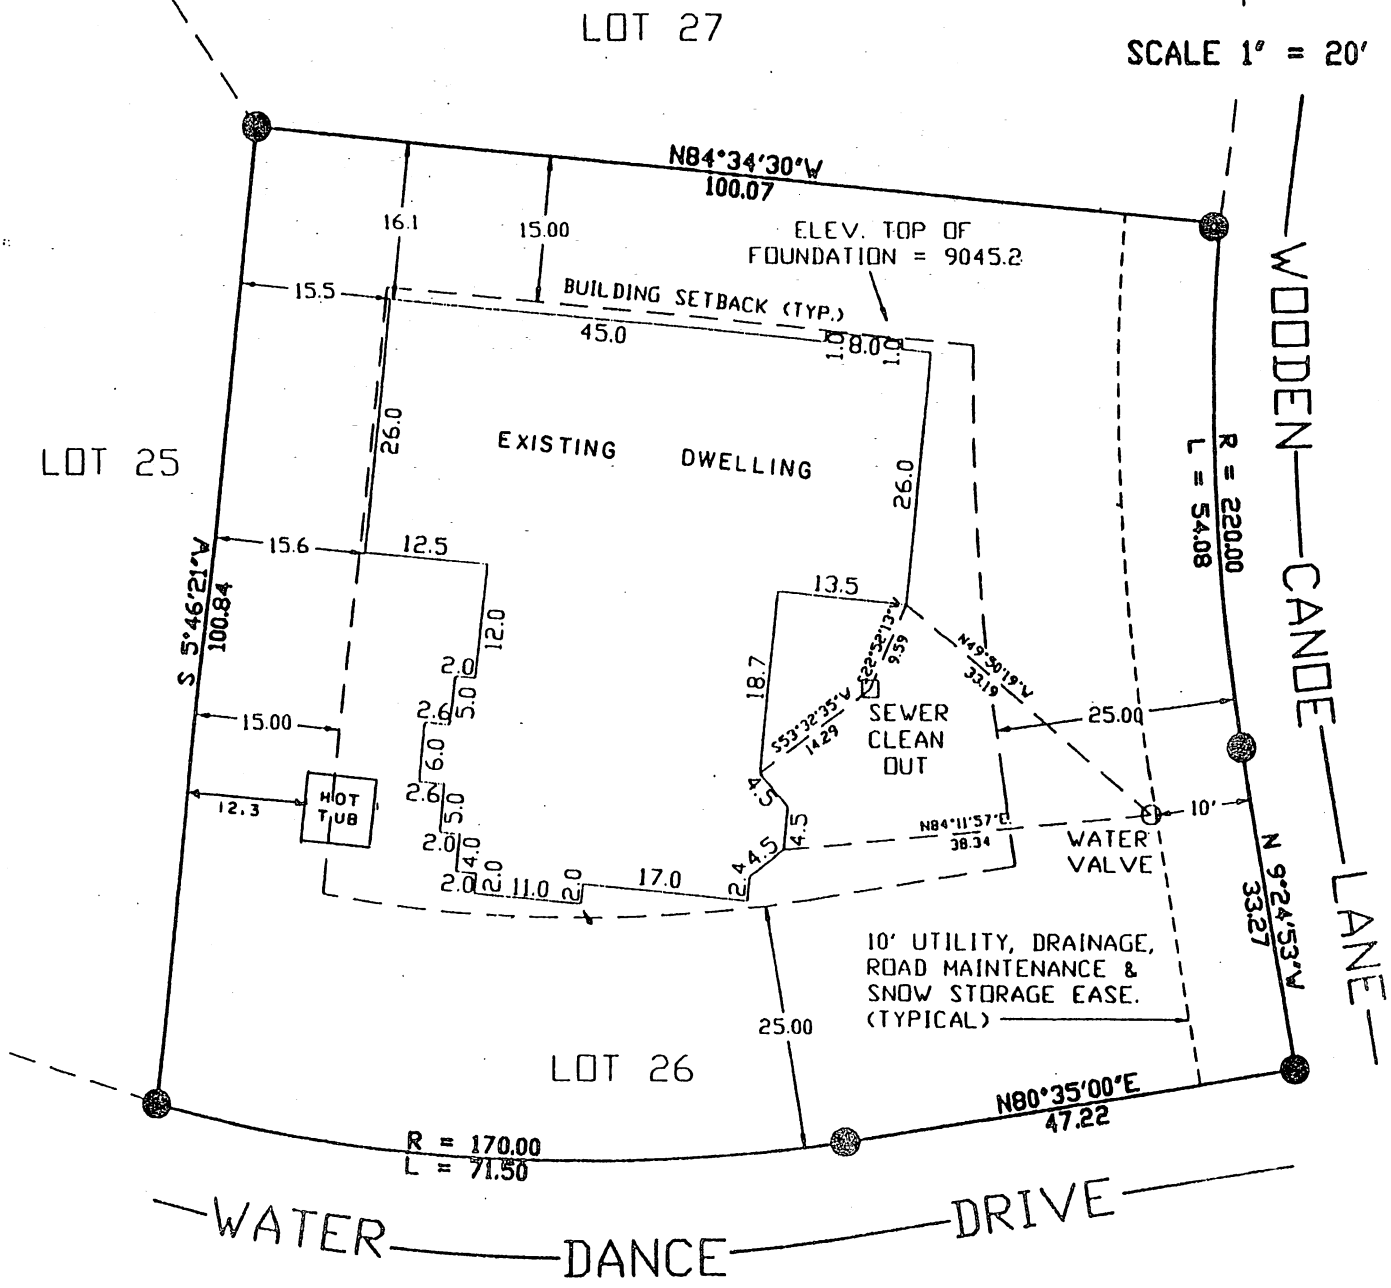 LOT 27
SCALE 1" = 20'
N84°34'30"W
100.07
16.1
15.00
ELEV. TOP OF
FOUNDATION = 9045.2
15.5
BUILDING SETBACK (TYP.)
45.0
1.0
8.0
1.0
WOODEN CANOE LANE
26.0
EXISTING DWELLING
LOT 25
26.0
R = 220.00
L = 54.08
15.6
12.5
S 5°46'21"W
100.84
13.5
12.0
S22°52'13"W
9.59
N49°50'19"W
33.19
2.0
5.0
18.7
2.6
S53°32'35"W
14.29
SEWER
CLEAN
OUT
25.00
15.00
6.0
2.6
5.0
4.5
4.5
HOT
TUB
12.3
10'
N84°11'57"E
38.34
WATER
VALVE
2.0
4.0
4.5
2.4
2.0
2.0
11.0
2.0
17.0
N 9°24'53"W
33.27
10' UTILITY, DRAINAGE,
ROAD MAINTENANCE &
SNOW STORAGE EASE.
(TYPICAL)
25.00
LOT 26
N80°35'00"E
47.22
R = 170.00
L = 71.50
WATER DANCE DRIVE